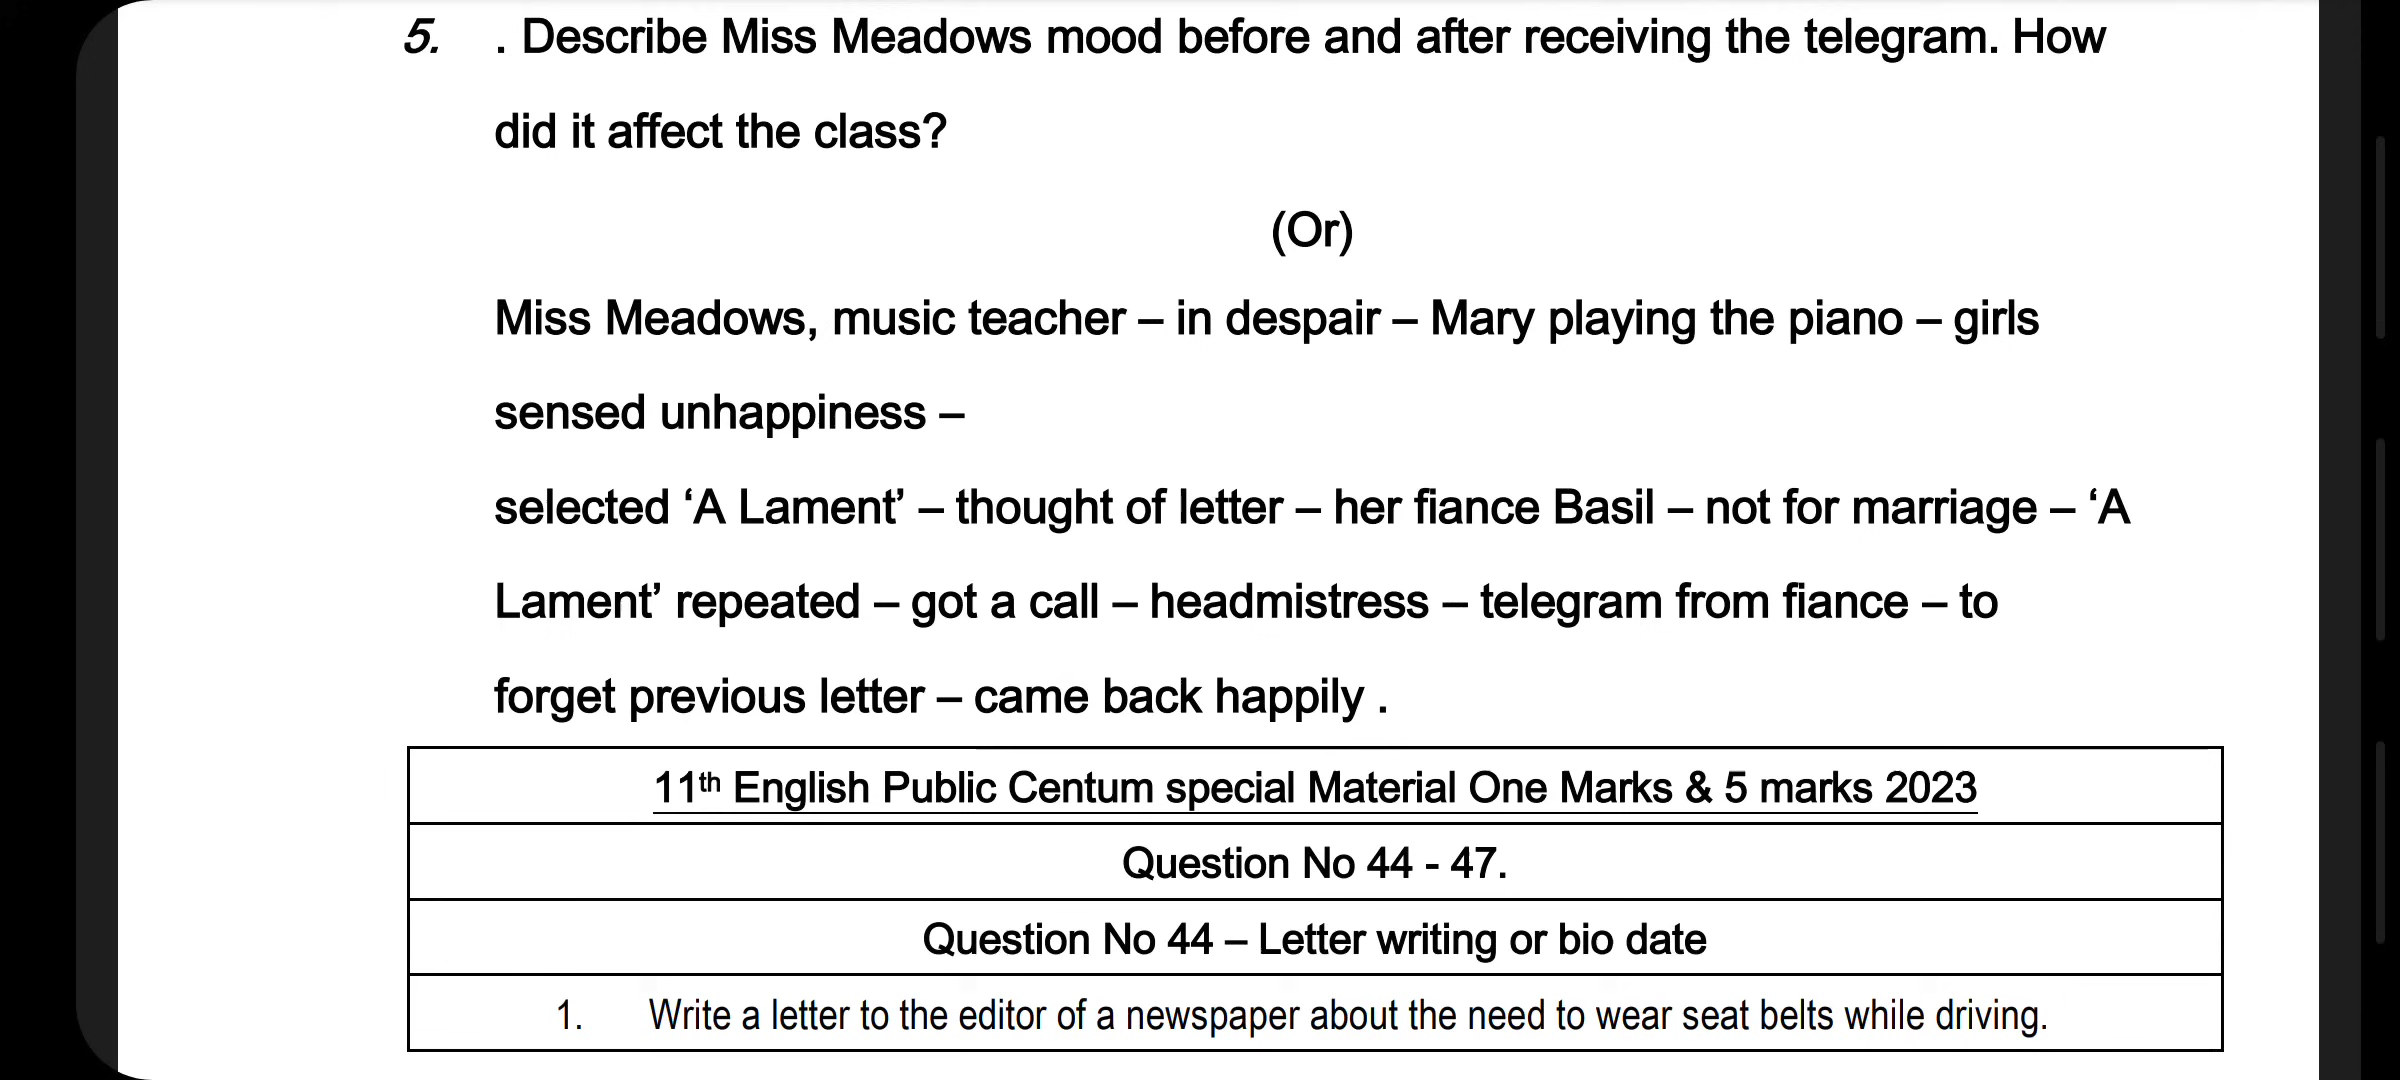 5. . Describe Miss Meadows mood before and after receiving the telegram. How
did it affect the class?
(Or)
Miss Meadows, music teacher – in despair – Mary playing the piano – girls
sensed unhappiness –
selected ‘A Lament’ – thought of letter – her fiance Basil – not for marriage – ‘A
Lament’ repeated – got a call – headmistress – telegram from fiance – to
forget previous letter – came back happily .
11th English Public Centum special Material One Marks & 5 marks 2023
Question No 44 - 47.
Question No 44 – Letter writing or bio date
1. Write a letter to the editor of a newspaper about the need to wear seat belts while driving.